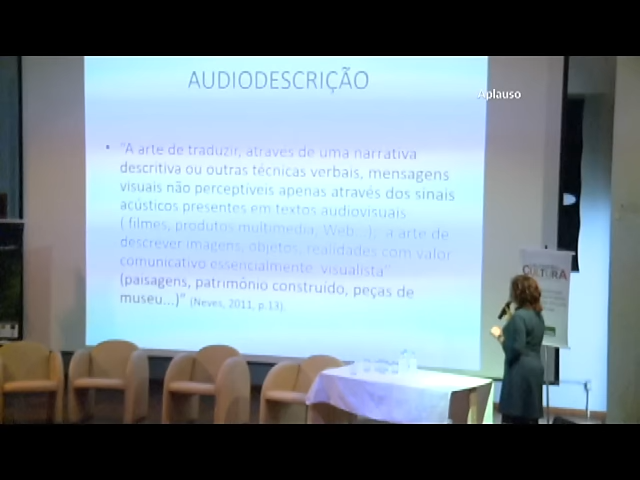 AUDIODESCRIÇÃO
Aplauso
• "A arte de traduzir, através de uma narrativa
descritiva ou outras técnicas verbais, mensagens
visuais não perceptíveis apenas através dos sinais
acústicos presentes em textos audiovisuais
( filmes, produtos multimedia, Web...), a arte de
descrever imagens, objetos, realidades com valor
comunicativo essencialmente visualista"
(paisagens, patrimônio construído, peças de
museu...)" (Neves, 2011, p.13).
CULTURA